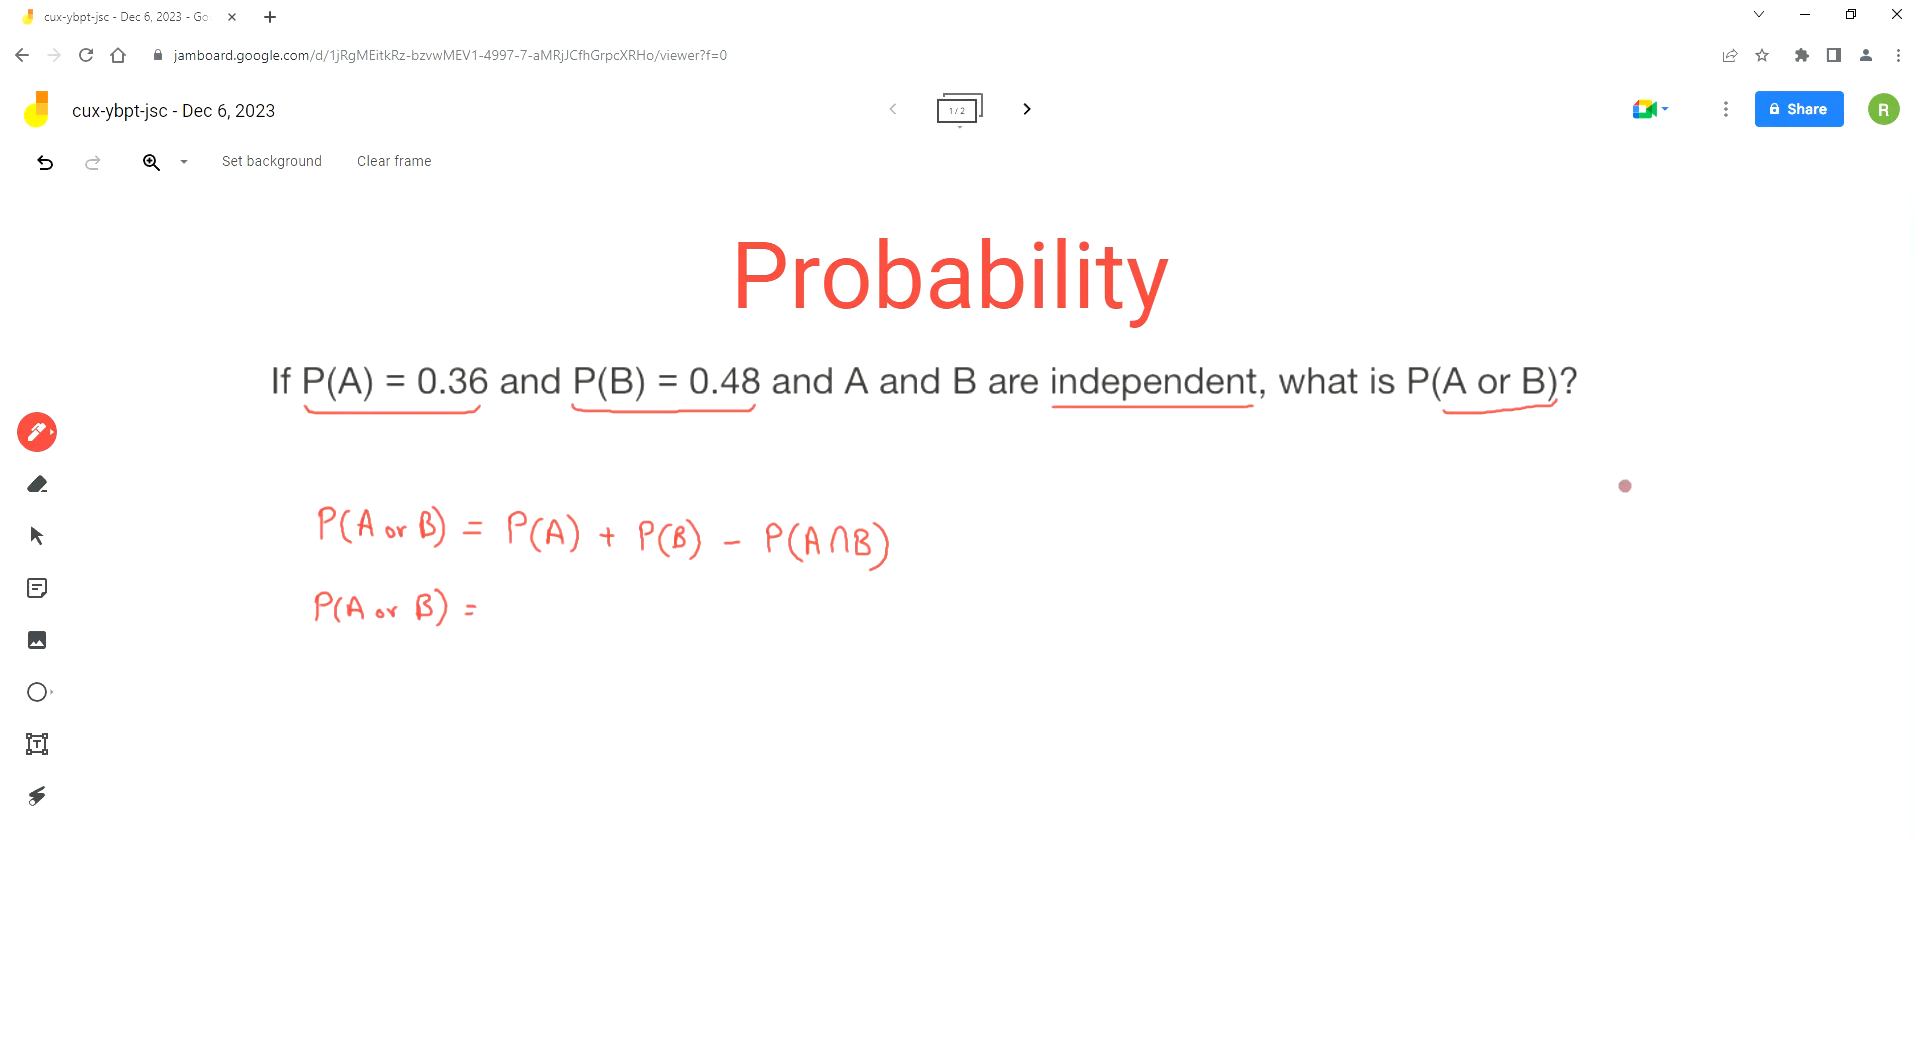 cux-ybpt-jsc - Dec 6, 2023 - Go
jamboard.google.com/d/1jRgMEitkRz-bzvwMEV1-4997-7-aMRjJCfhGrpcXRHo/viewer?f=0
cux-ybpt-jsc - Dec 6, 2023
1 / 2
Share
R
Set background
Clear frame
Probability
If P(A) = 0.36 and P(B) = 0.48 and A and B are independent, what is P(A or B)?
P(A or B) = P(A) + P(B) - P(A∩B)
P(A or B) =